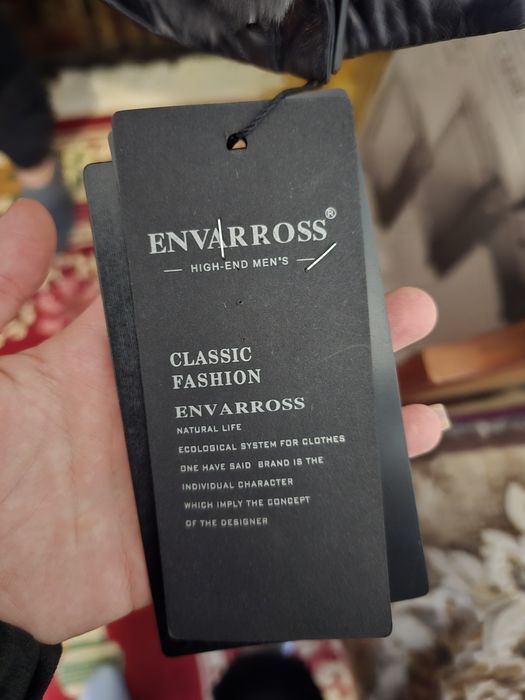 ENVARROSS®
— HIGH-END MEN'S —
CLASSIC
FASHION
ENVARROSS
NATURAL LIFE
ECOLOGICAL SYSTEM FOR CLOTHES
ONE HAVE SAID BRAND IS THE
INDIVIDUAL CHARACTER
WHICH IMPLY THE CONCEPT
OF THE DESIGNER